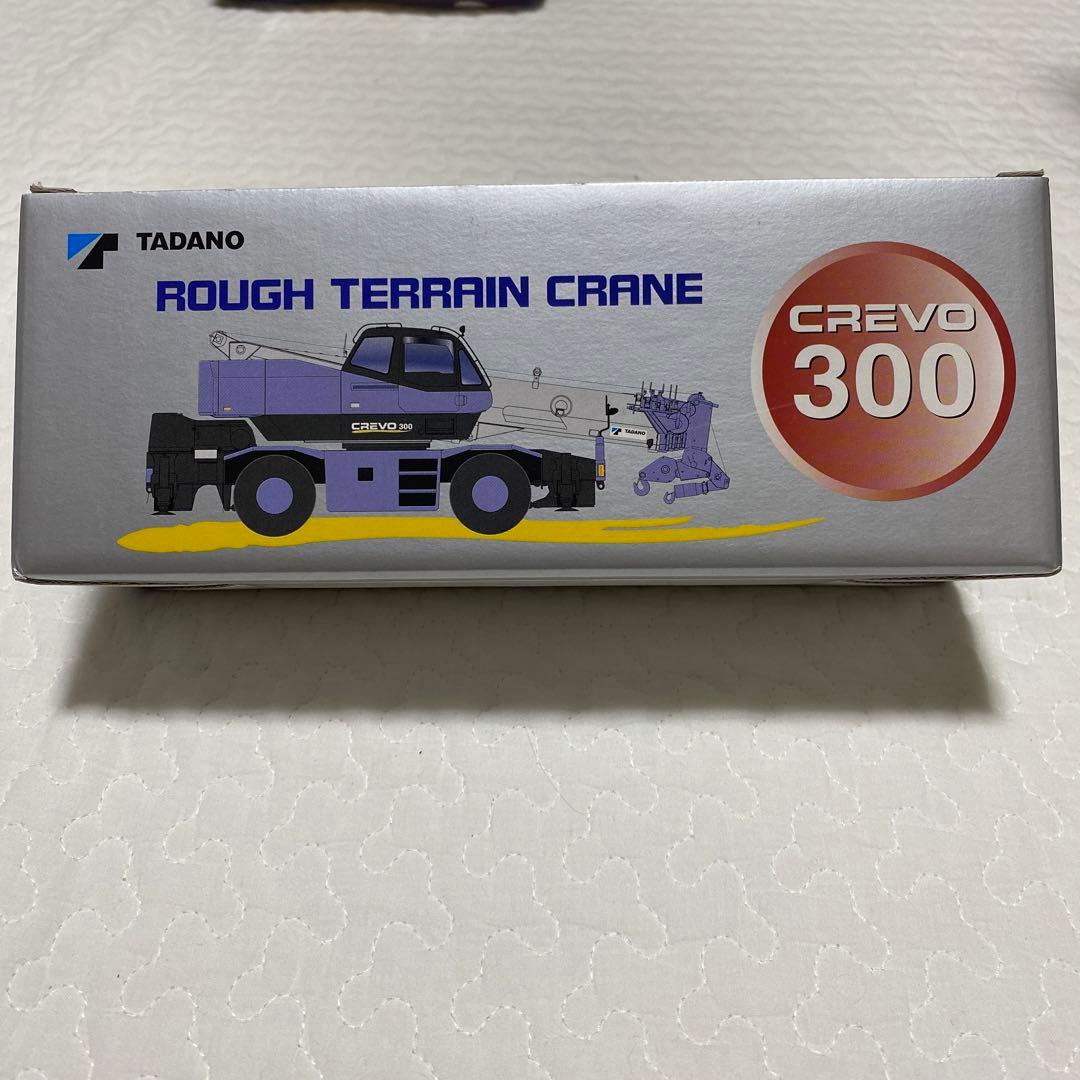 TADANO
ROUGH TERRAIN CRANE
CREVO
300
CREVO 300
TADANO